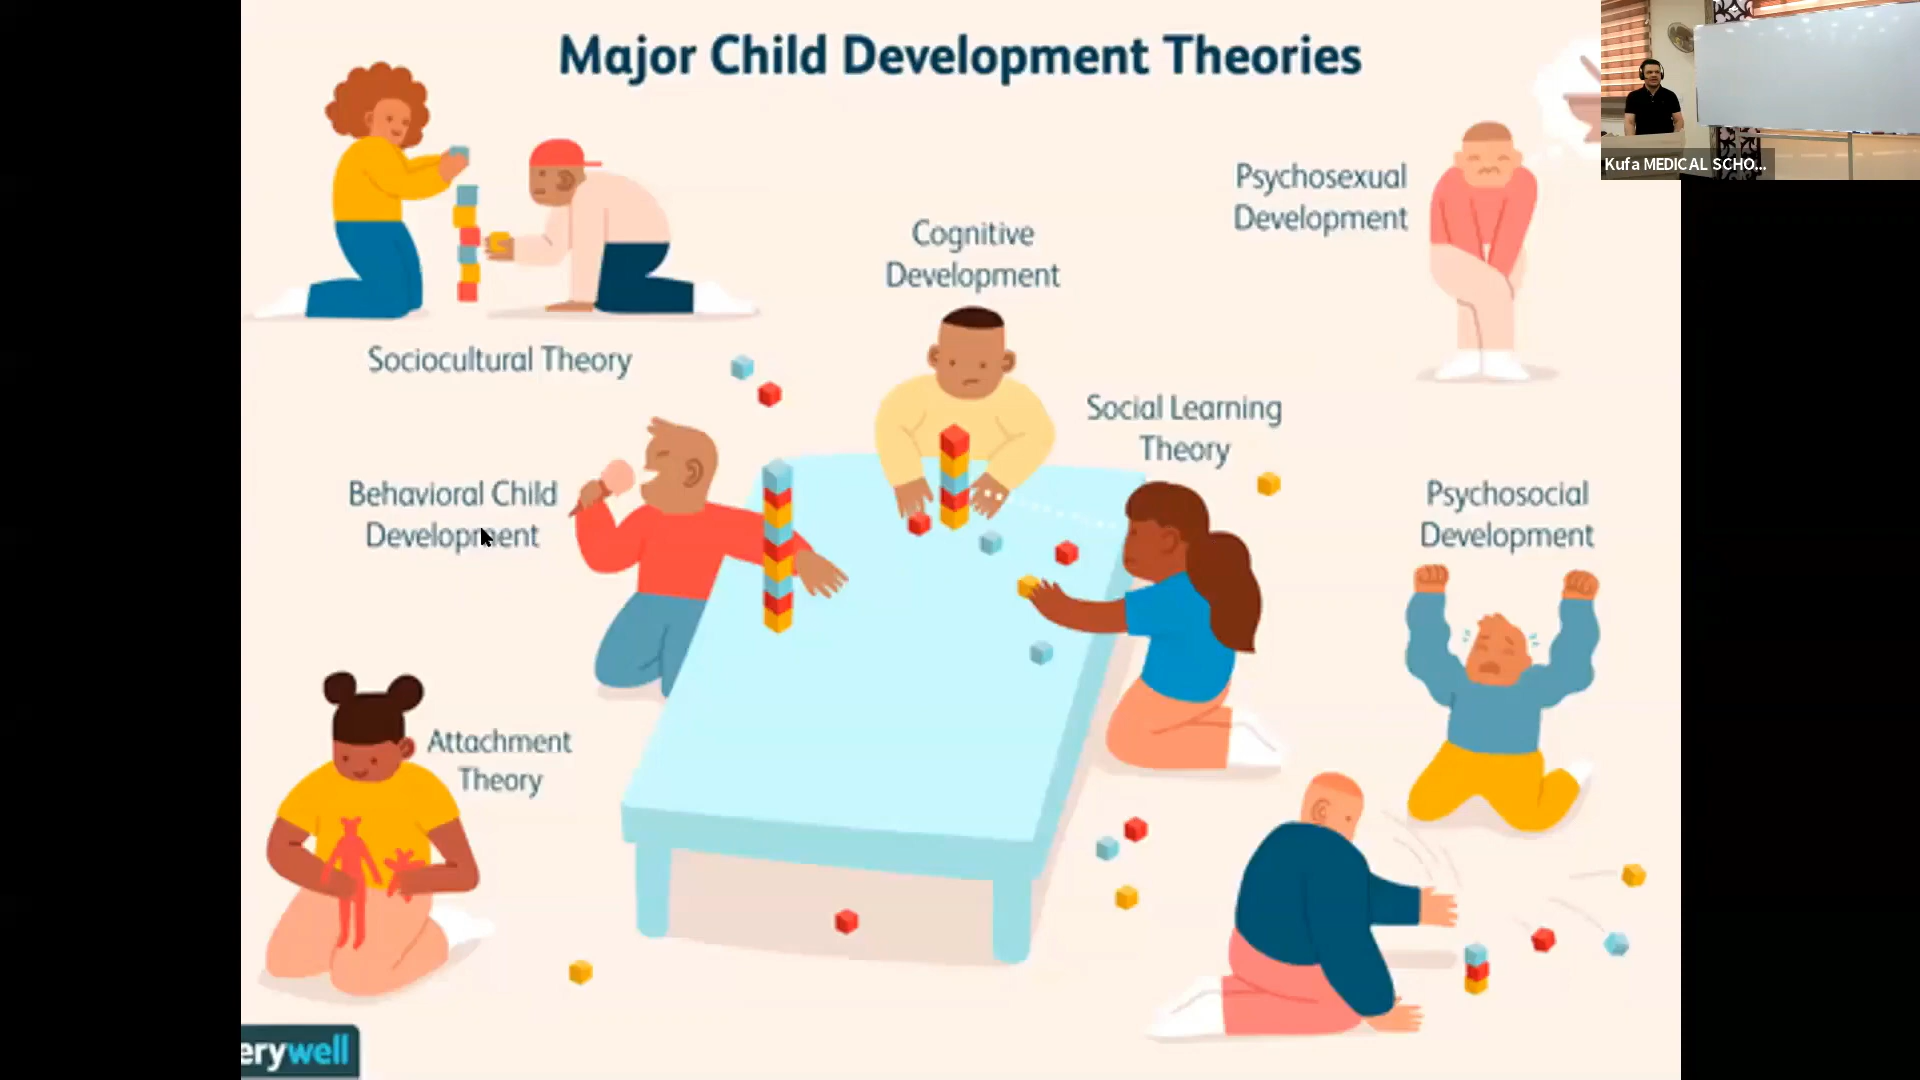 Major Child Development Theories
Kufa MEDICAL SCHO...
Psychosexual
Development
Cognitive
Development
Sociocultural Theory
Social Learning
Theory
Behavioral Child
Development
Psychosocial
Development
Attachment
Theory
erywell